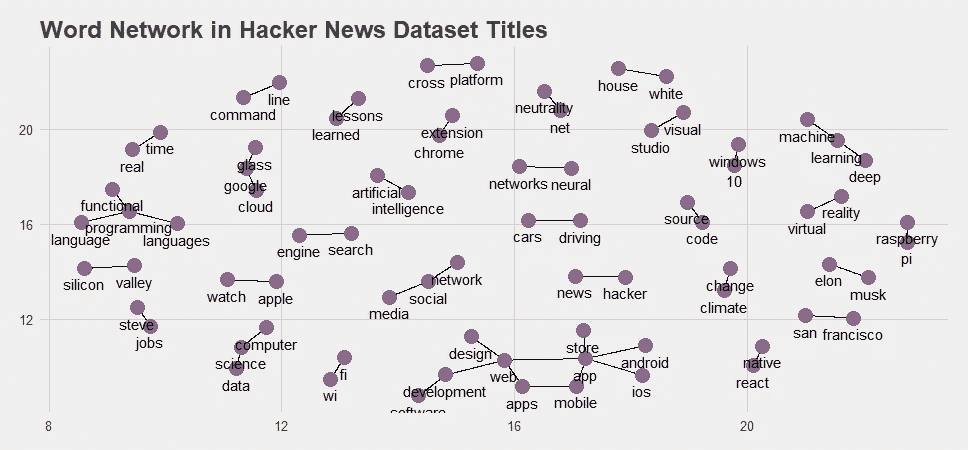 Word Network in Hacker News Dataset Titles
cross platform
house
white
line
command
lessons
learned
neutrality
net
extension
chrome
visual
studio
machine
learning
deep
time
real
glass
google
cloud
windows
10
artificial
intelligence
networks neural
functional
programming
language
languages
source
code
reality
virtual
engine search
cars driving
raspberry
pi
silicon valley
watch apple
network
social
media
news hacker
change
climate
elon
musk
steve
jobs
san francisco
computer
science
data
fi
wi
design
store
web
app
android
development
apps
mobile
ios
software
native
react
20
16
12
8 12 16 20